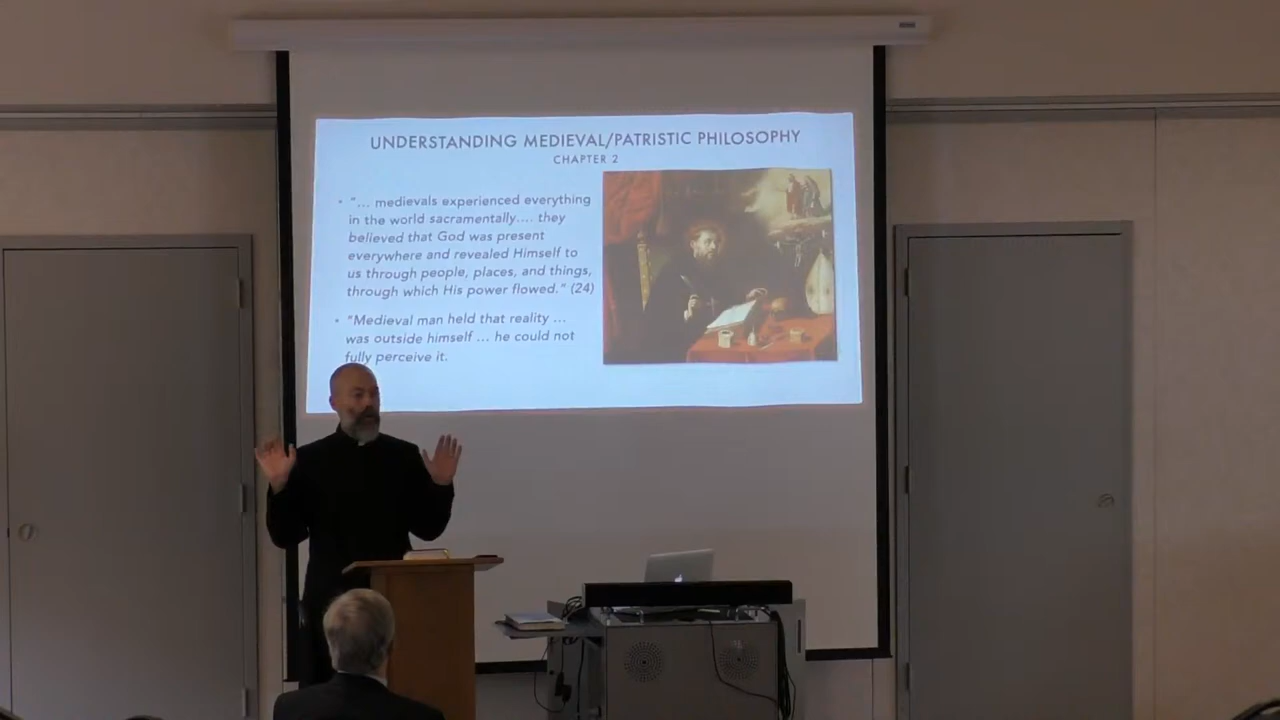 UNDERSTANDING MEDIEVAL/PATRISTIC PHILOSOPHY
CHAPTER 2
• "... medievals experienced everything
in the world sacramentally.... they
believed that God was present
everywhere and revealed Himself to
us through people, places, and things,
through which His power flowed." (24)
• "Medieval man held that reality ...
was outside himself ... he could not
fully perceive it.